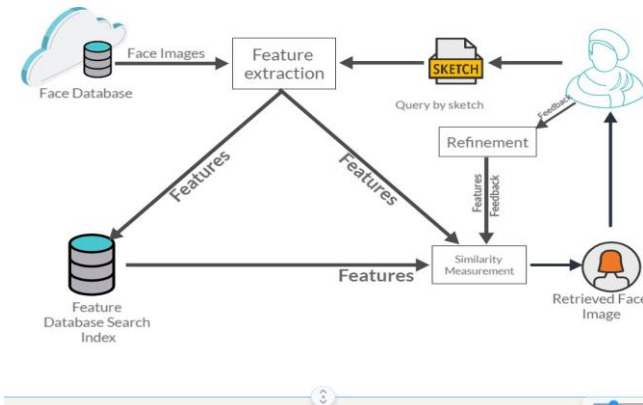 Face Images
Feature
extraction
SKETCH
Face Database
Query by sketch
Feedback
Refinement
Features
Features
Features
Feedback
Similarity
Measurement
Features
Feature
Database Search
Index
Retrieved Face
Image